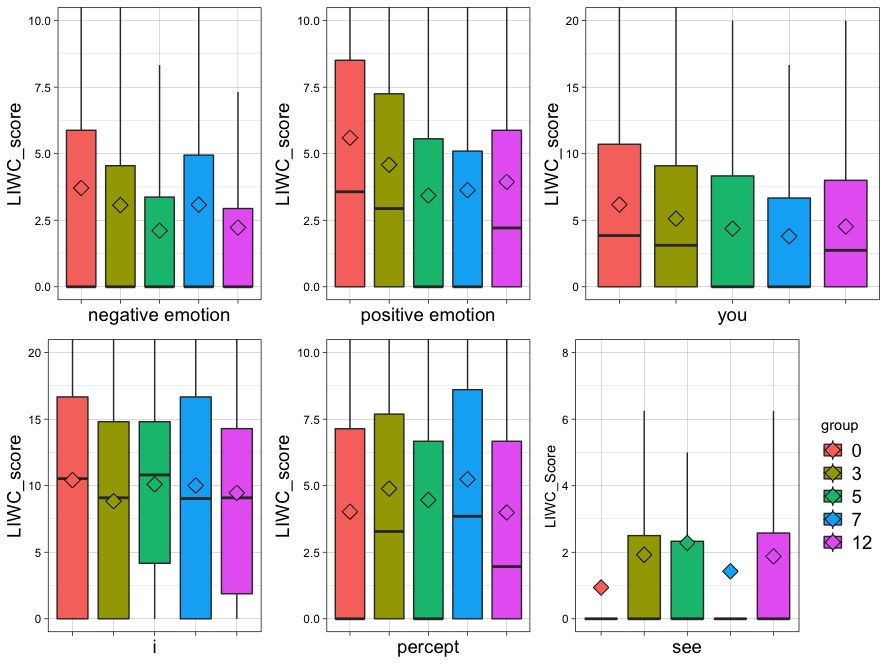 LIWC_score
10.0
7.5
5.0
2.5
0.0
negative emotion
LIWC_score
10.0
7.5
5.0
2.5
0.0
positive emotion
LIWC_score
20
15
10
5
0
you
LIWC_score
20
15
10
5
0
i
LIWC_score
10.0
7.5
5.0
2.5
0.0
percept
LIWC_Score
8
6
4
2
0
see
group
0
3
5
7
12